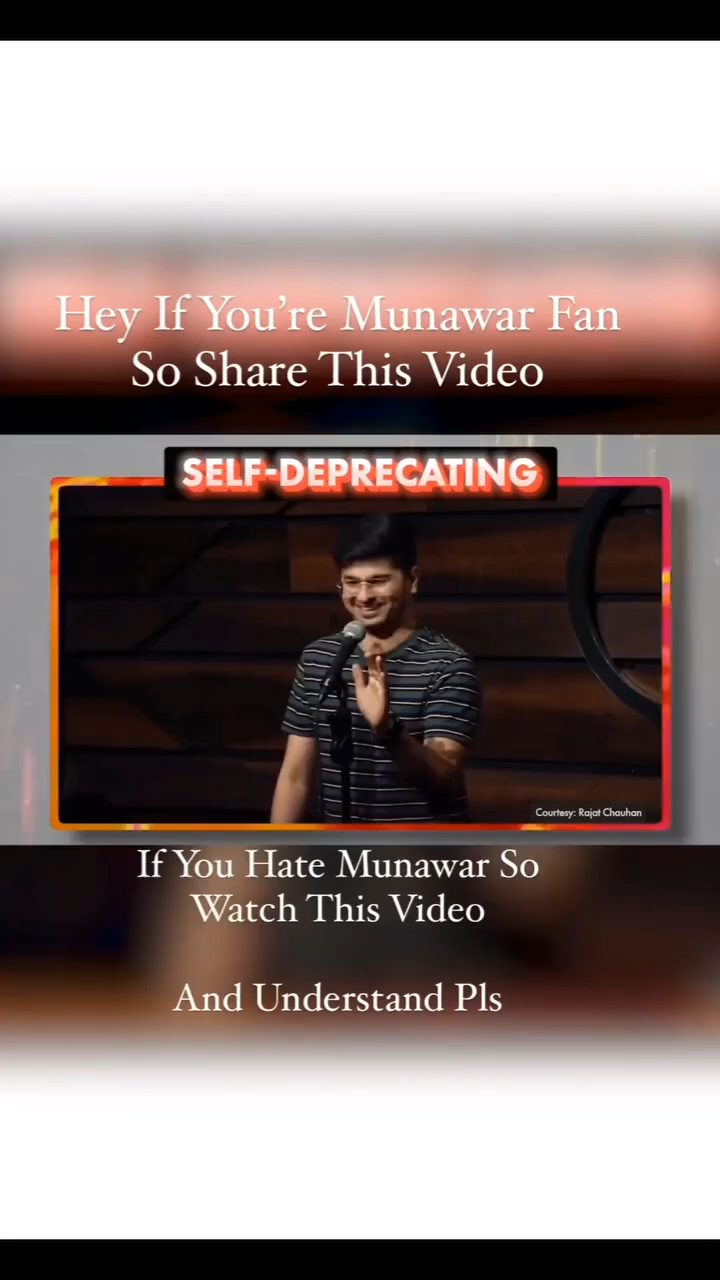 Hey If You're Munawar Fan
So Share This Video
SELF-DEPRECATING
Courtesy: Rajat Chauhan
If You Hate Munawar So
Watch This Video
And Understand Pls